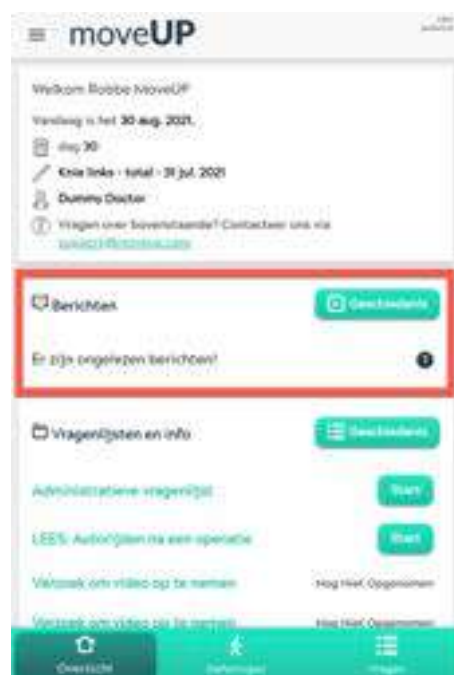 moveUP
Welkom Robbe MoveUP
Vandaag is het 30 aug. 2021.
dag 30
Knie links - total - 31 jul. 2021
Dummy Doctor
Vragen over bovenstaande? Contacteer ons via
Berichten
Geschiedenis
Er zijn ongelezen berichten!
Vragenlijsten en info
Geschiedenis
Administratieve vragenlijst
Start
LEES: Autorijden na een operatie
Start
Verzoek om video op te nemen
Nog Niet Opgenomen
Verzoek om video op te nemen
Nog Niet Opgenomen
Overzicht
Oefeningen
Vragen